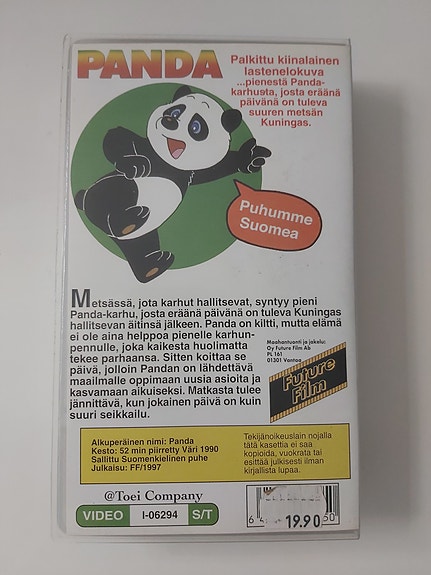 PANDA
Palkittu kiinalainen
lastenelokuva
...pienestä Panda-
karhusta, josta eräänä
päivänä on tuleva
suuren metsän
Kuningas.
Puhumme
Suomea
Metsässä, jota karhut hallitsevat, syntyy pieni
Panda-karhu, josta eräänä päivänä on tuleva Kuningas
hallitsevan äitinsä jälkeen. Panda on kiltti, mutta elämä
ei ole aina helppoa pienelle karhun-
pennulle, joka kaikesta huolimatta
tekee parhaansa. Sitten koittaa se
päivä, jolloin Pandan on lähdettävä
maailmalle oppimaan uusia asioita ja
kasvamaan aikuiseksi. Matkasta tulee
jännittävä, kun jokainen päivä on kuin
suuri seikkailu.
Maahantuonti ja jakelu:
Oy Future Film Ab
PL 161
01301 Vantaa
Future
Film
Alkuperäinen nimi: Panda
Kesto: 52 min piirretty Väri 1990
Sallittu Suomenkielinen puhe
Julkaisu: FF/1997
Tekijänoikeuslain nojalla
tätä kasettia ei saa
kopioida, vuokrata tai
esittää julkisesti ilman
kirjallista lupaa.
@Toei Company
VIDEO I-06294 S/T
19.90